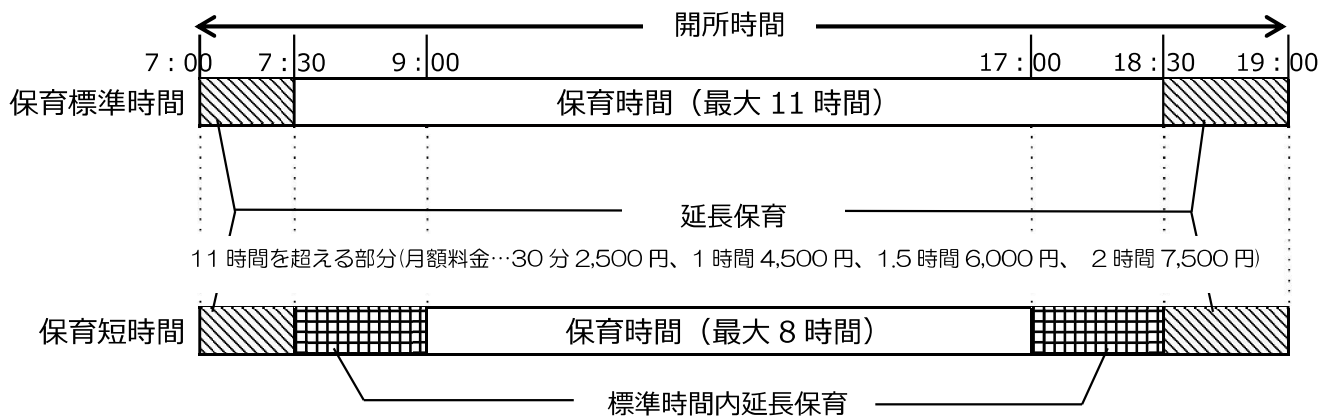 開所時間
7：00 7：30 9：00 17：00 18：30 19：00
保育標準時間 保育時間（最大 11 時間）
延長保育
11 時間を超える部分(月額料金…30 分 2,500 円、1 時間 4,500 円、1.5 時間 6,000 円、 2 時間 7,500 円)
保育短時間 保育時間（最大 8 時間）
標準時間内延長保育